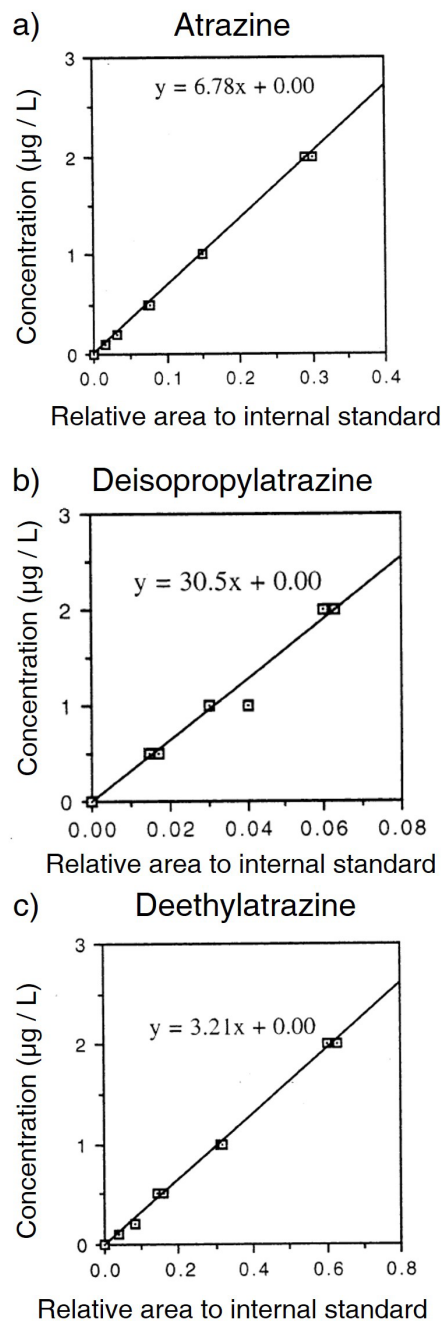 a) Atrazine
y = 6.78x + 0.00
Concentration (μg / L)
3
2
1
0
0.0 0.1 0.2 0.3 0.4
Relative area to internal standard
b) Deisopropylatrazine
y = 30.5x + 0.00
Concentration (μg / L)
3
2
1
0
0.00 0.02 0.04 0.06 0.08
Relative area to internal standard
c) Deethylatrazine
y = 3.21x + 0.00
Concentration (μg / L)
3
2
1
0
0.0 0.2 0.4 0.6 0.8
Relative area to internal standard